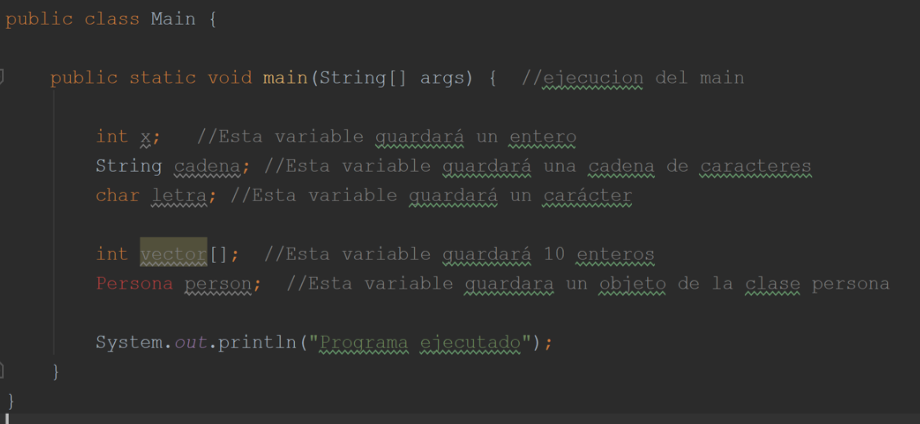 public class Main {
public static void main(String[] args) {  //ejecucion del main
int x;   //Esta variable guardará un entero
String cadena; //Esta variable guardará una cadena de caracteres
char letra; //Esta variable guardará un carácter
int vector[];  //Esta variable guardará 10 enteros
Persona person;  //Esta variable guardara un objeto de la clase persona
System.out.println("Programa ejecutado");
}
}